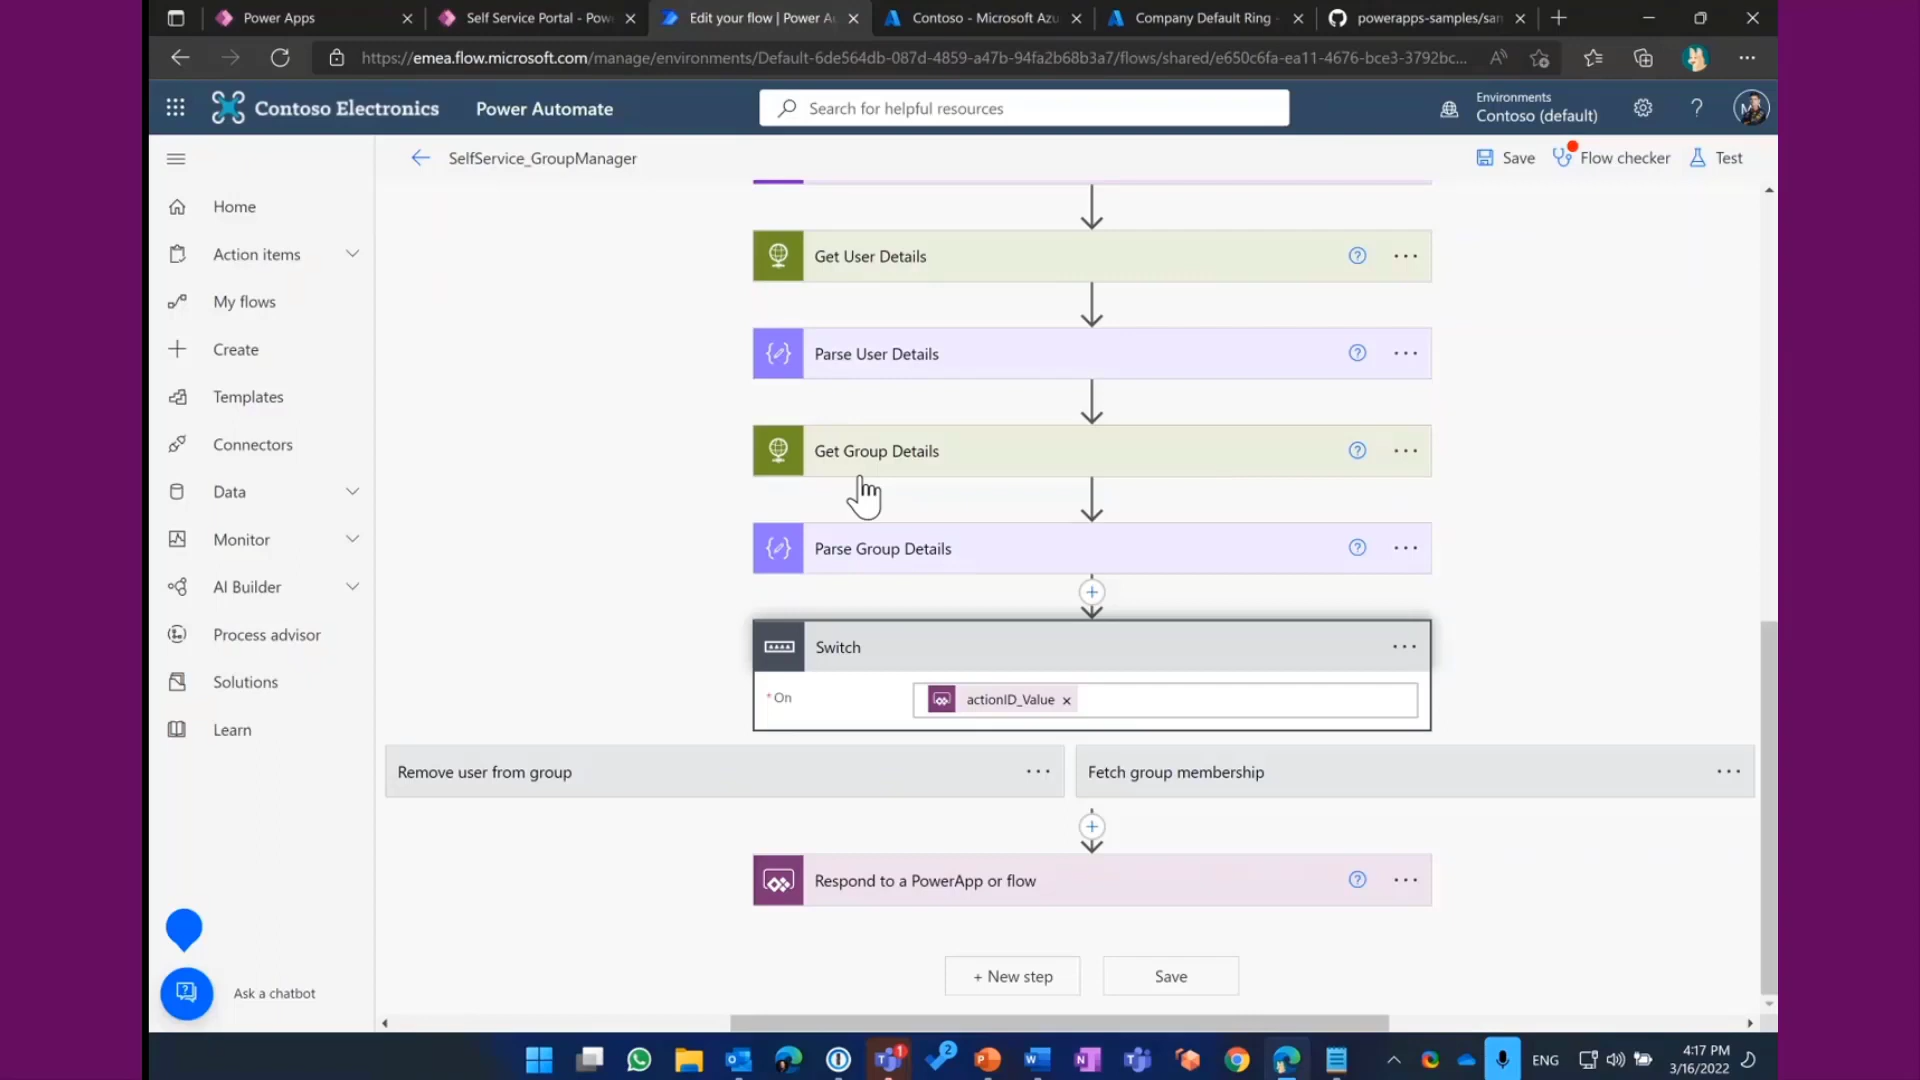 Power Apps
Self Service Portal - Pow
Edit your flow | Power Au
Contoso - Microsoft Azu
Company Default Ring -
powerapps-samples/san
https://emea.flow.microsoft.com/manage/environments/Default-6de564db-087d-4859-a47b-94fa2b68b3a7/flows/shared/e650c6fa-ea11-4676-bce3-3792bc...
Contoso Electronics
Power Automate
Search for helpful resources
Environments
Contoso (default)
SelfService_GroupManager
Save
Flow checker
Test
Home
Action items
My flows
Create
Templates
Connectors
Data
Monitor
AI Builder
Process advisor
Solutions
Learn
Ask a chatbot
Get User Details
Parse User Details
Get Group Details
Parse Group Details
Switch
* On
actionID_Value
Remove user from group
Fetch group membership
Respond to a PowerApp or flow
+ New step
Save
1
2
ENG
4:17 PM
3/16/2022